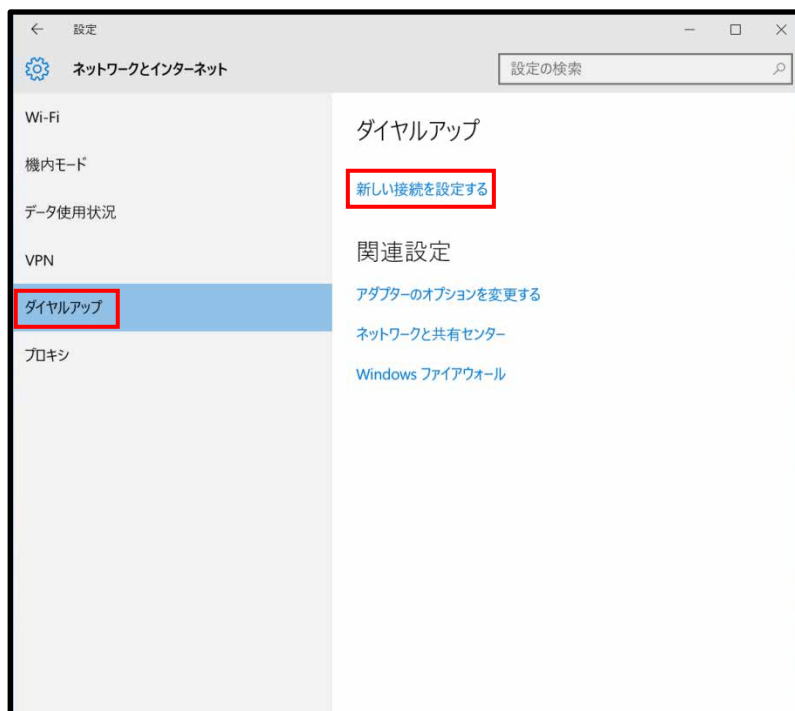 設定
ネットワークとインターネット
設定の検索
Wi-Fi
機内モード
データ使用状況
VPN
ダイヤルアップ
プロキシ
ダイヤルアップ
新しい接続を設定する
関連設定
アダプターのオプションを変更する
ネットワークと共有センター
Windows ファイアウォール